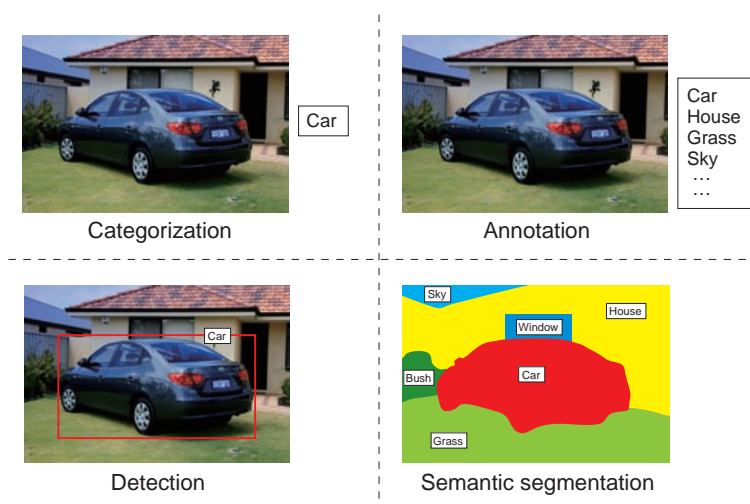 Car
Categorization
Car
House
Grass
Sky
...
...
Annotation
Car
Detection
Sky
House
Window
Car
Bush
Grass
Semantic segmentation